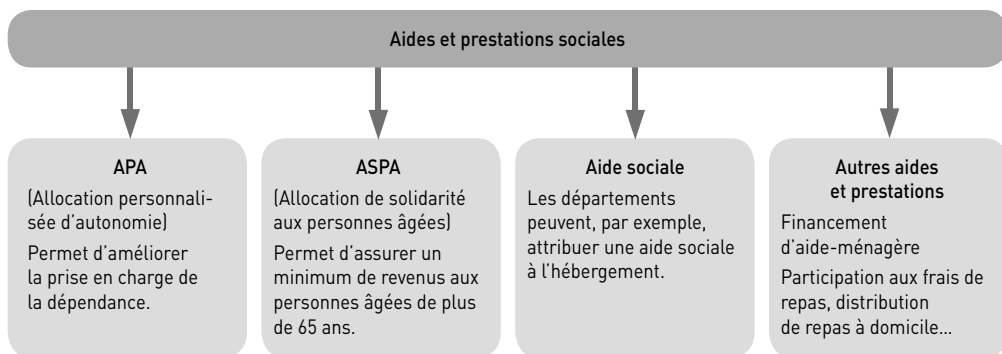 Aides et prestations sociales
APA
(Allocation personnali-
sée d'autonomie)
Permet d'améliorer
la prise en charge de
la dépendance.
ASPA
(Allocation de solidarité
aux personnes âgées)
Permet d'assurer un
minimum de revenus aux
personnes âgées de plus
de 65 ans.
Aide sociale
Les départements
peuvent, par exemple,
attribuer une aide sociale
à l'hébergement.
Autres aides
et prestations
Financement
d'aide-ménagère
Participation aux frais de
repas, distribution
de repas à domicile...